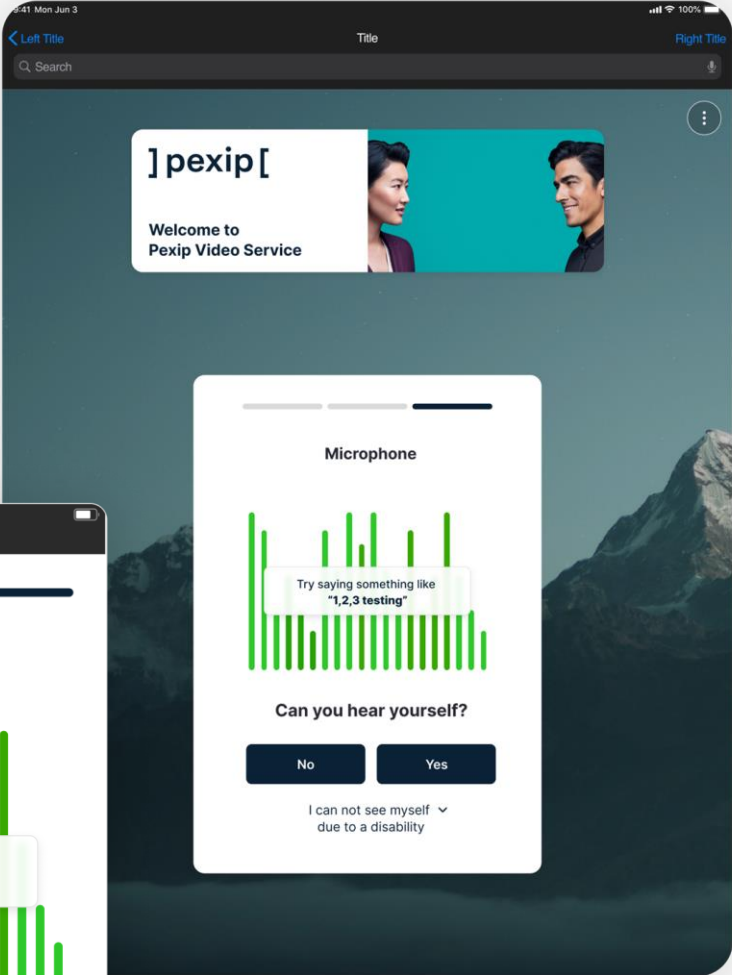 9:41 Mon Jun 3
100%
Left Title
Title
Right Title
Search
]pexip[
Welcome to
Pexip Video Service
Microphone
Try saying something like
“1,2,3 testing”
Can you hear yourself?
No
Yes
I can not see myself
due to a disability